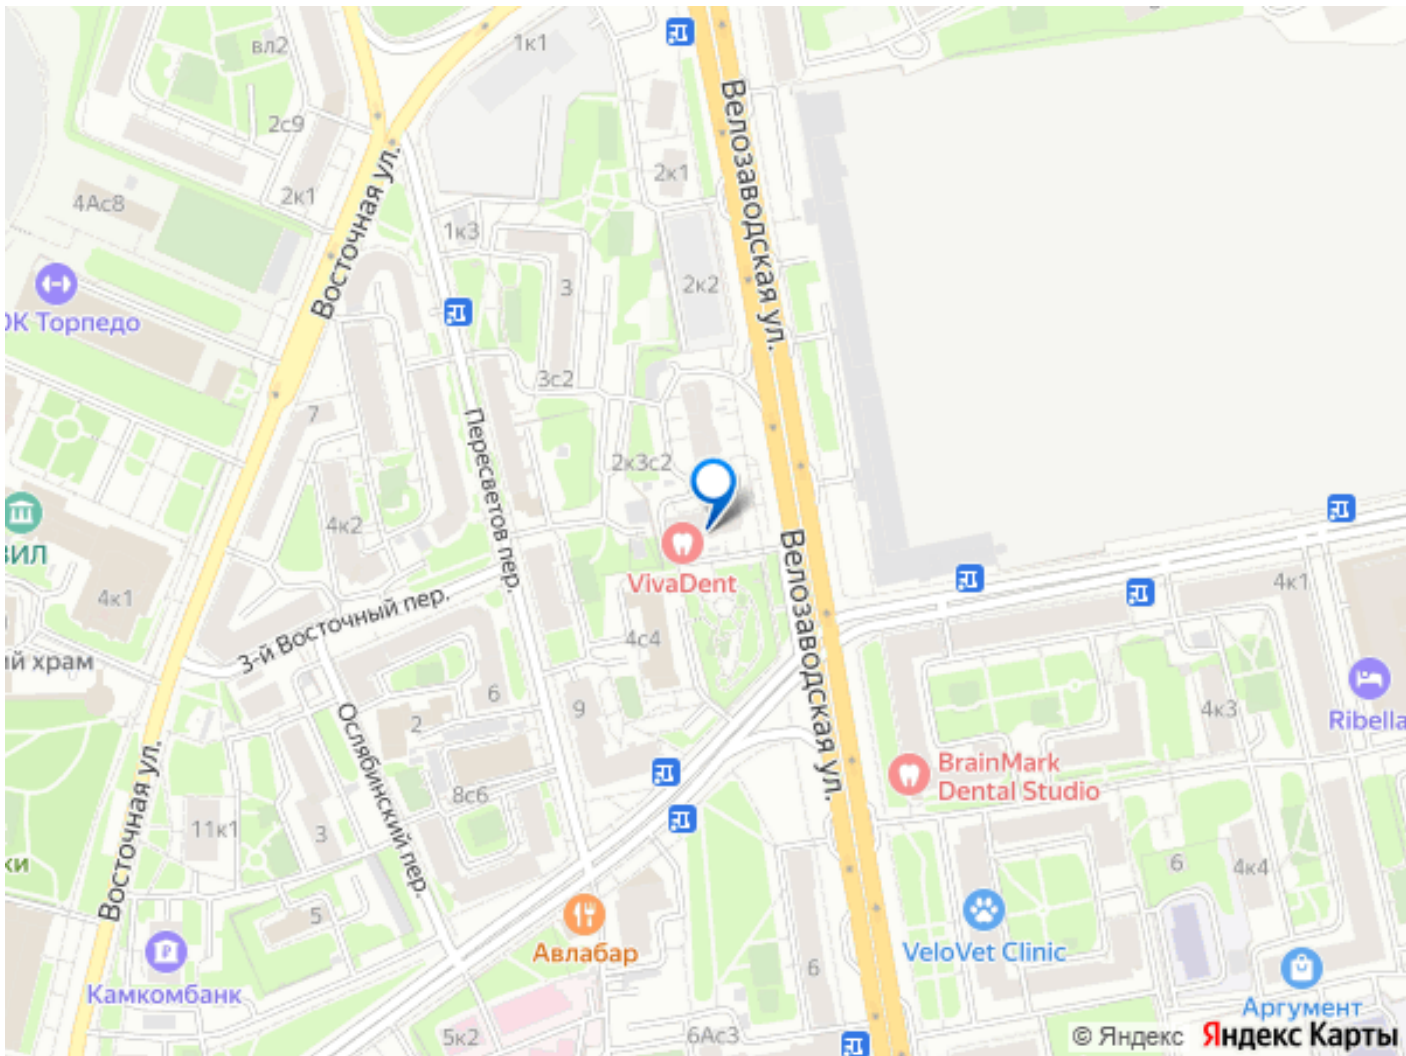 1к1
вл2
Велозаводская ул.
2с9
Восточная ул.
2к1
2к1
4Ас8
1к3
3
2к2
ОК Торпедо
3с2
7
Пересветов пер.
2к3с2
4к2
VivaDent
ЗИЛ
4к1
3-й Восточный пер.
4с4
Велозаводская ул.
4к1
ий храм
6
9
2
4к3
Ribella
Ослябинский пер.
BrainMark
Dental Studio
8с6
11к1
3
Восточная ул.
ки
6
4к4
5
Авлабар
VeloVet Clinic
6
Камкомбанк
Аргумент
5к2
6Ас3
© Яндекс Яндекс Карты